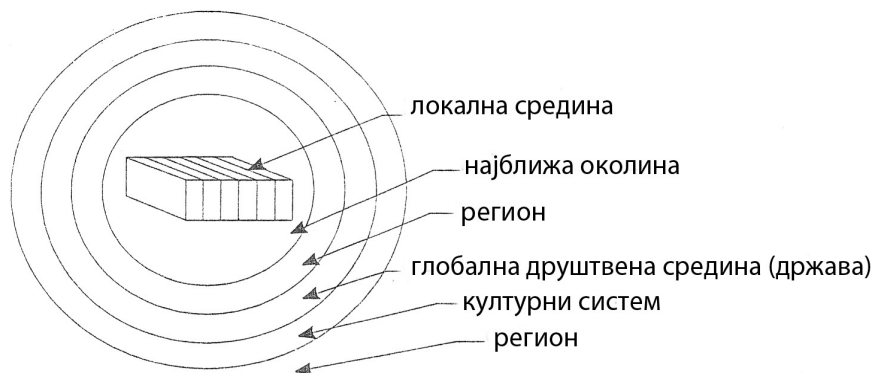 локална средина
најближа околина
регион
глобална друштвена средина (држава)
културни систем
регион